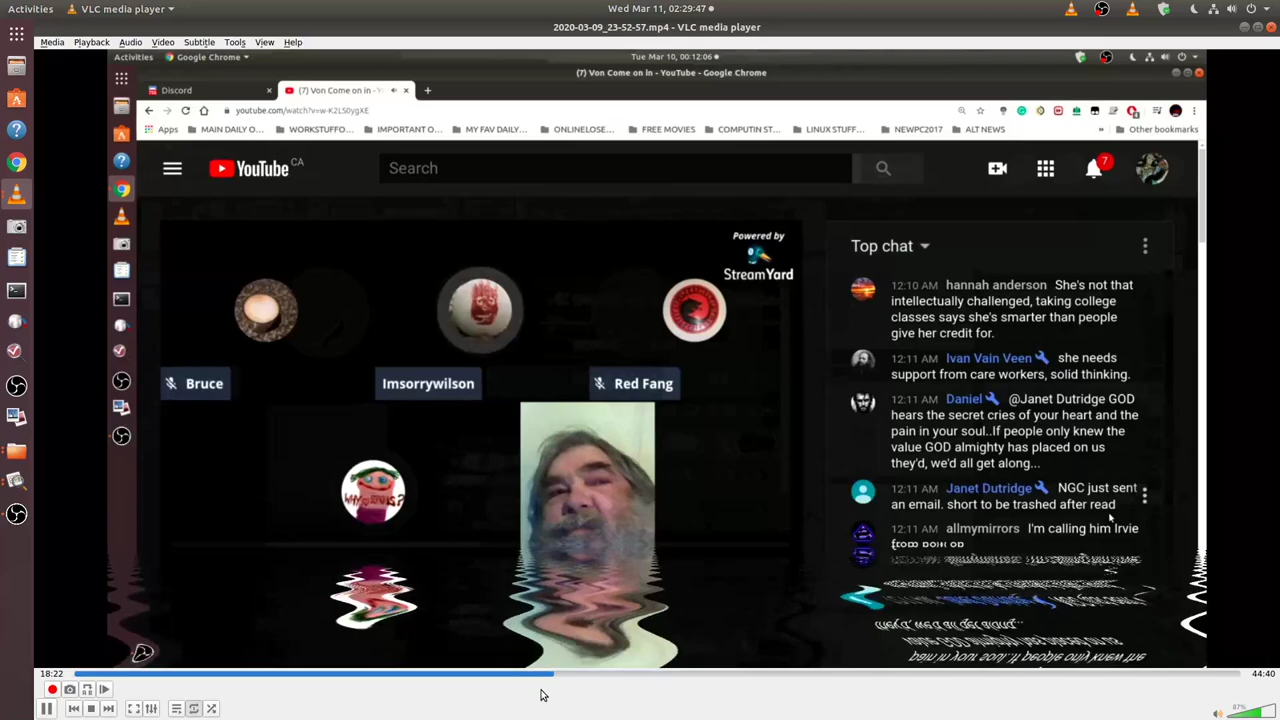 Activities VLC media player Wed Mar 11, 02:29:47
2020-03-09_23-52-57.mp4 - VLC media player
Media Playback Audio Video Subtitle Tools View Help
Activities Google Chrome Tue Mar 10, 00:12:06
(7) Von Come on in - YouTube - Google Chrome
Discord (7) Von Come on in - Y
youtube.com/watch?v=w-K2LS0ygXE
Apps MAIN DAILY O... WORKSTUFFO... IMPORTANT O... MY FAV DAILY... ONLINELOSE... FREE MOVIES COMPUTIN ST... LINUX STUFF... NEWPC2017 ALT NEWS » Other bookmarks
YouTube CA Search 7
Powered by
StreamYard
Bruce Imsorrywilson Red Fang
WHY
Top chat
12:10 AM hannah anderson She's not that
intellectually challenged, taking college
classes says she's smarter than people
give her credit for.
12:11 AM Ivan Vain Veen she needs
support from care workers, solid thinking.
12:11 AM Daniel @Janet Dutridge GOD
hears the secret cries of your heart and the
pain in your soul..If people only knew the
value GOD almighty has placed on us
they'd, we'd all get along...
12:11 AM Janet Dutridge NGC just sent
an email. short to be trashed after read
12:11 AM allmymirrors I'm calling him Irvie
from
18:22 44:40
87%